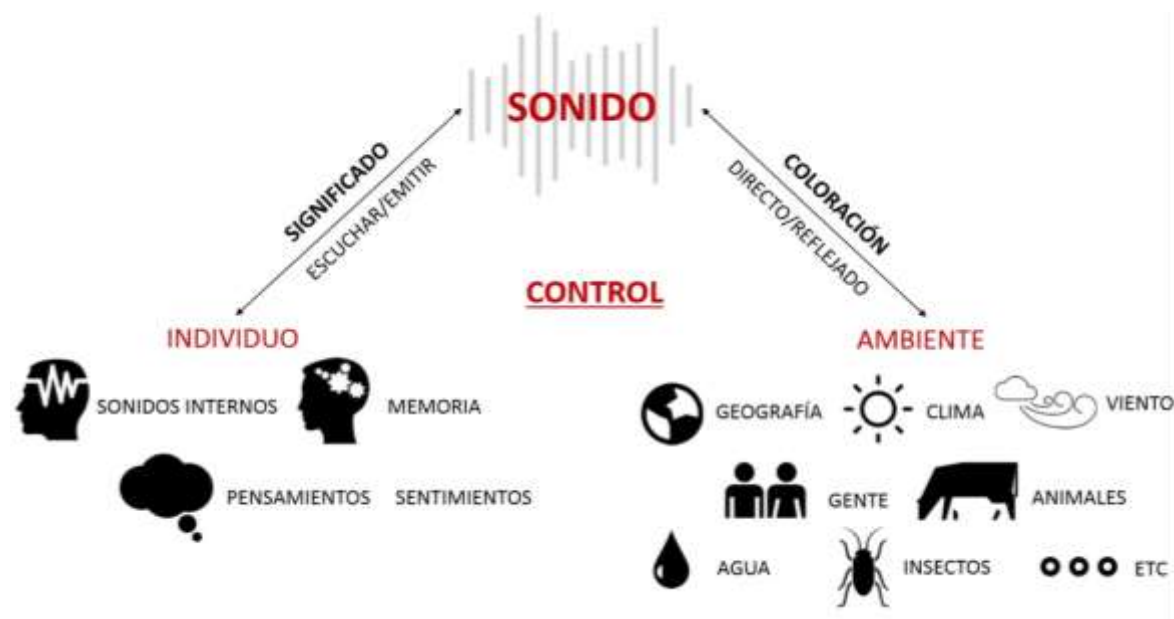 SONIDO
SIGNIFICADO
ESCUCHAR/EMITIR
COLORACIÓN
DIRECTO/REFLEJADO
CONTROL
INDIVIDUO
AMBIENTE
SONIDOS INTERNOS
MEMORIA
PENSAMIENTOS
SENTIMIENTOS
GEOGRAFÍA
CLIMA
VIENTO
GENTE
ANIMALES
AGUA
INSECTOS
ETC